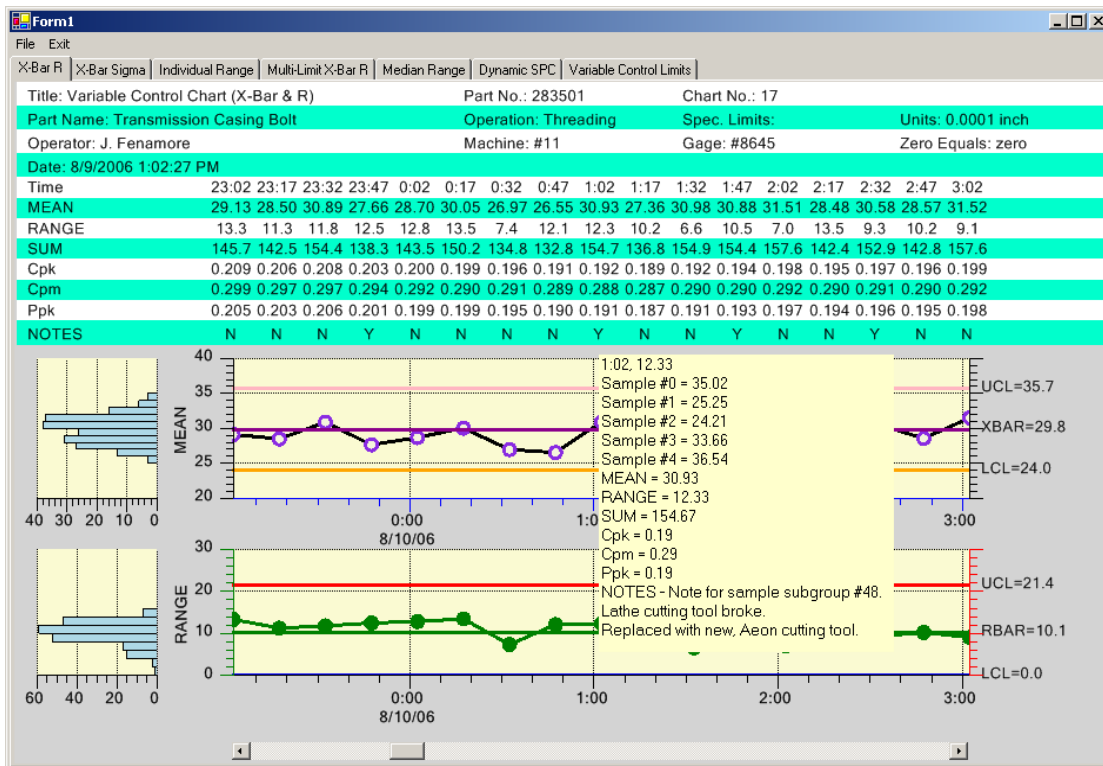 Form1
File Exit
X-Bar R X-Bar Sigma Individual Range Multi-Limit X-Bar R Median Range Dynamic SPC Variable Control Limits
Title: Variable Control Chart (X-Bar & R) Part No.: 283501 Chart No.: 17
Part Name: Transmission Casing Bolt Operation: Threading Spec. Limits: Units: 0.0001 inch
Operator: J. Fenamore Machine: #11 Gage: #8645 Zero Equals: zero
Date: 8/9/2006 1:02:27 PM
Time 23:02 23:17 23:32 23:47 0:02 0:17 0:32 0:47 1:02 1:17 1:32 1:47 2:02 2:17 2:32 2:47 3:02
MEAN 29.13 28.50 30.89 27.66 28.70 30.05 26.97 26.55 30.93 27.36 30.98 30.88 31.51 28.48 30.58 28.57 31.52
RANGE 13.3 11.3 11.8 12.5 12.8 13.5 7.4 12.1 12.3 10.2 6.6 10.5 7.0 13.5 9.3 10.2 9.1
SUM 145.7 142.5 154.4 138.3 143.5 150.2 134.8 132.8 154.7 136.8 154.9 154.4 157.6 142.4 152.9 142.8 157.6
Cpk 0.209 0.206 0.208 0.203 0.200 0.199 0.196 0.191 0.192 0.189 0.192 0.194 0.198 0.195 0.197 0.196 0.199
Cpm 0.299 0.297 0.297 0.294 0.292 0.290 0.291 0.289 0.288 0.287 0.290 0.290 0.292 0.290 0.291 0.290 0.292
Ppk 0.205 0.203 0.206 0.201 0.199 0.199 0.195 0.190 0.191 0.187 0.191 0.193 0.197 0.194 0.196 0.195 0.198
NOTES N N N Y N N N N Y N N Y N N Y N N
40
35
30
25
20
MEAN
40 30 20 10 0
0:00
8/10/06
1:0
3:00
UCL=35.7
XBAR=29.8
LCL=24.0
1:02, 12.33
Sample #0 = 35.02
Sample #1 = 25.25
Sample #2 = 24.21
Sample #3 = 33.66
Sample #4 = 36.54
MEAN = 30.93
RANGE = 12.33
SUM = 154.67
Cpk = 0.19
Cpm = 0.29
Ppk = 0.19
NOTES - Note for sample subgroup #48.
Lathe cutting tool broke.
Replaced with new, Aeon cutting tool.
30
20
10
0
RANGE
60 40 20 0
0:00 1:00 2:00 3:00
8/10/06
UCL=21.4
RBAR=10.1
LCL=0.0